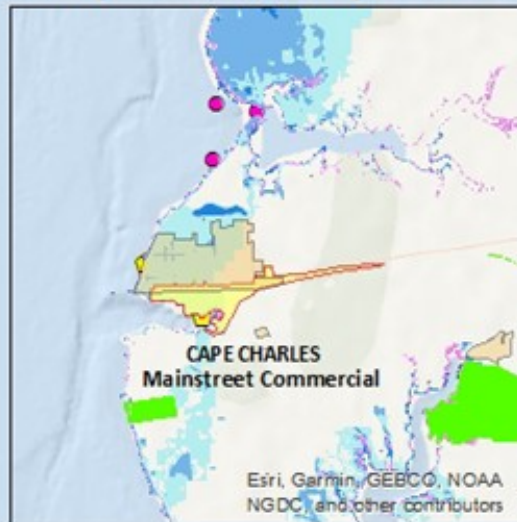 CAPE CHARLES
Mainstreet Commercial
Esri, Garmin, GEBCO, NOAA
NGDC, and other contributors